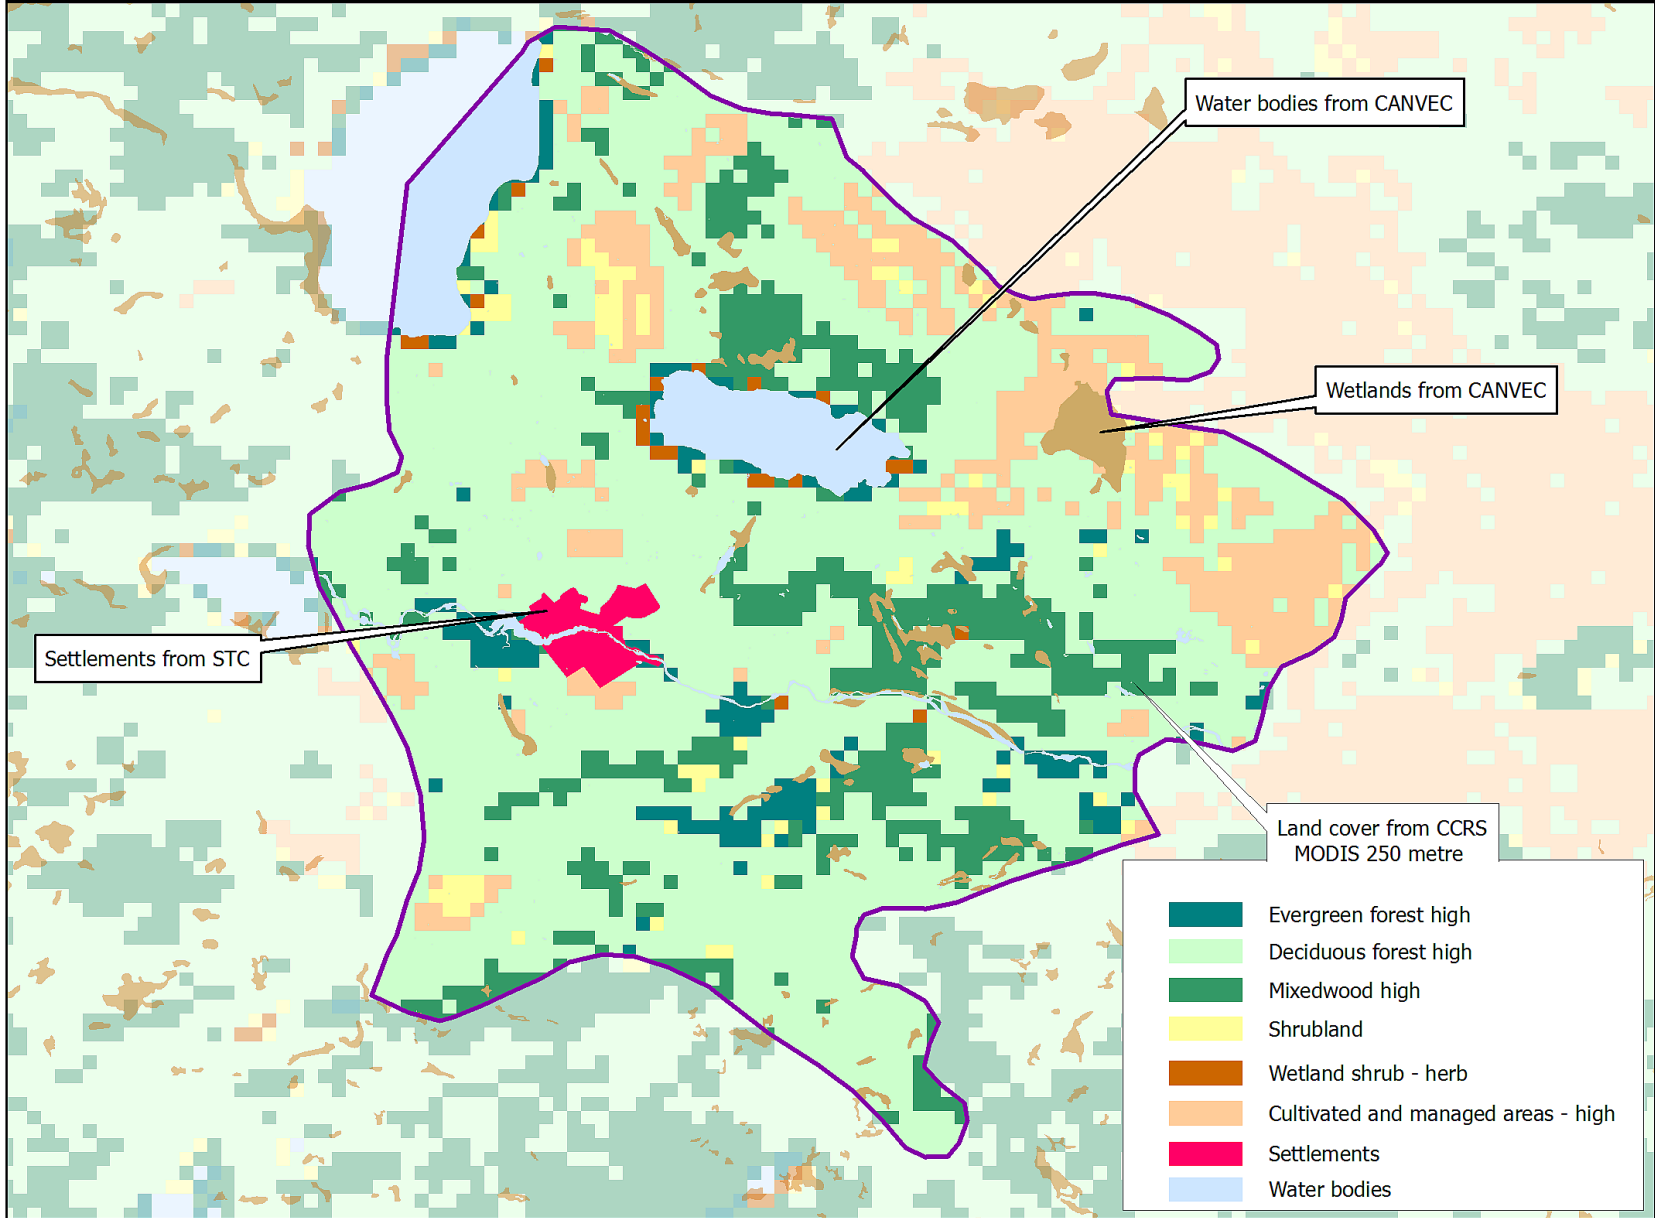 Water bodies from CANVEC
Wetlands from CANVEC
Settlements from STC
Land cover from CCRS
MODIS 250 metre
Evergreen forest high
Deciduous forest high
Mixedwood high
Shrubland
Wetland shrub - herb
Cultivated and managed areas - high
Settlements
Water bodies